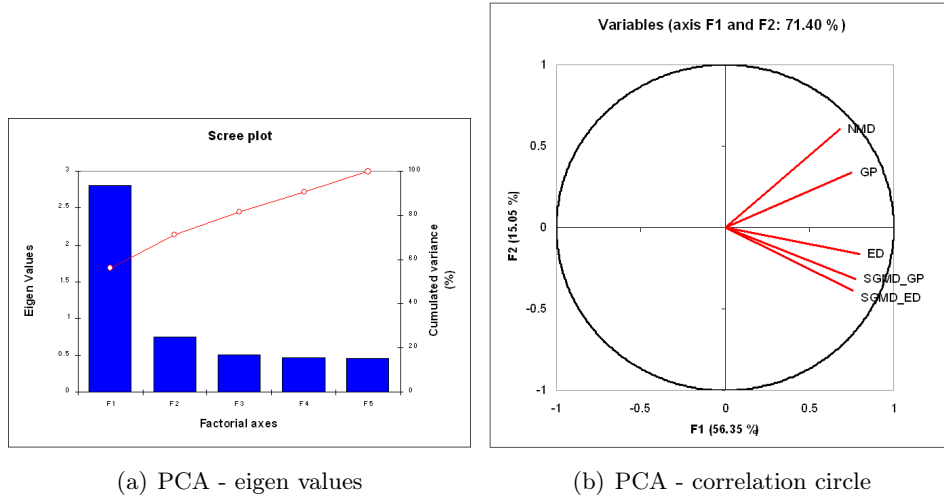 Scree plot
3
2.5
2
1.5
1
0.5
0
Eigen Values
100
80
60
40
20
0
Cumulated variance
(%)
F1
F2
F3
F4
F5
Factorial axes
(a) PCA - eigen values
Variables (axis F1 and F2: 71.40 %)
1
0.5
0
-0.5
-1
F2 (15.05 %)
NMD
GP
ED
SGMD_GP
SGMD_ED
-1
-0.5
0
0.5
1
F1 (56.35 %)
(b) PCA - correlation circle